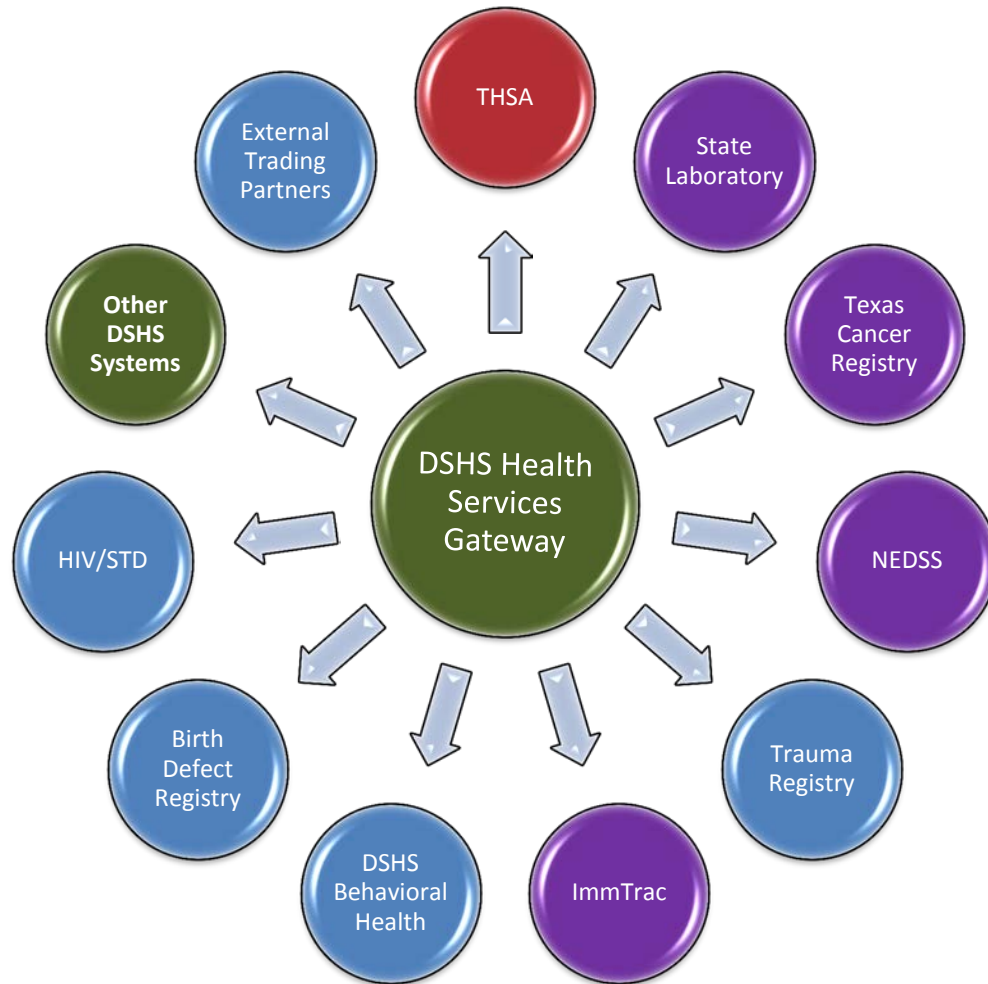 THSA
State
Laboratory
Texas
Cancer
Registry
NEDSS
Trauma
Registry
ImmTrac
DSHS
Behavioral
Health
Birth
Defect
Registry
HIV/STD
Other
DSHS
Systems
External
Trading
Partners
DSHS Health
Services
Gateway